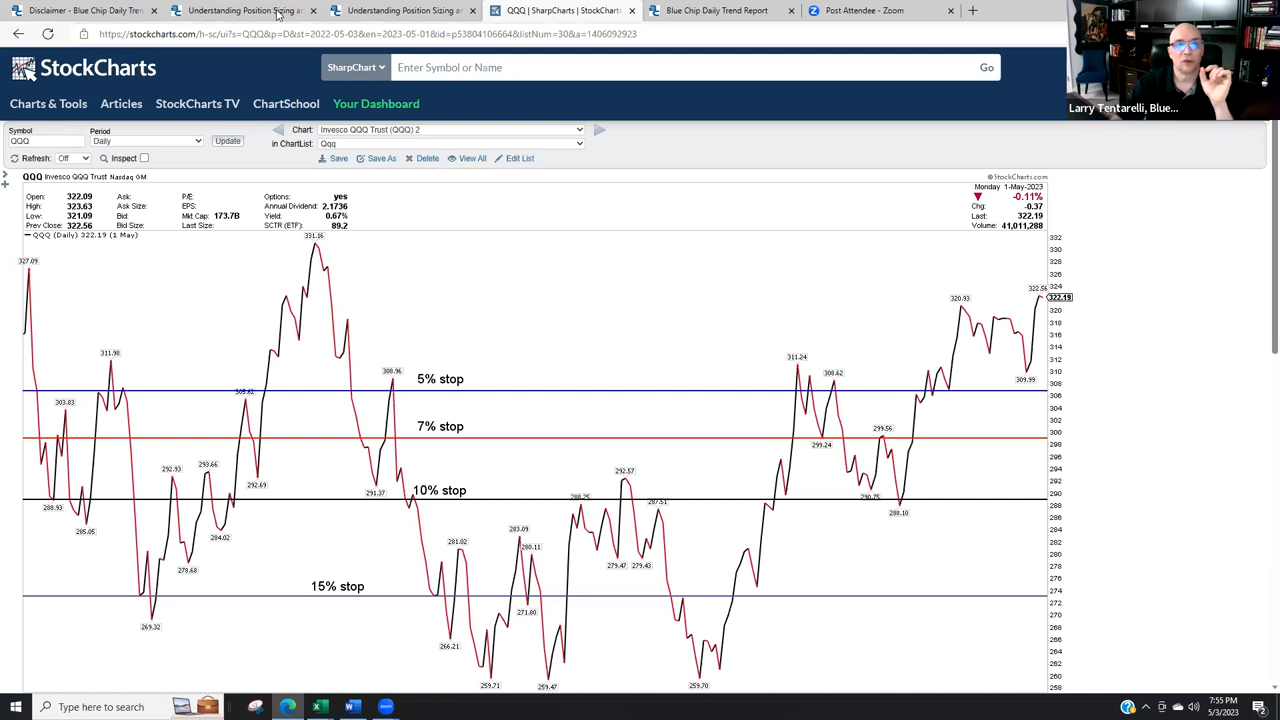 Disclaimer - Blue Chip Daily Tren
Understanding Position Sizing a
Understanding Position Sizing a
QQQ | SharpCharts | StockCharts
Blue Chip Daily Trend Report
Post Attendee - Zoom
https://stockcharts.com/h-sc/ui?s=QQQ&p=D&st=2022-05-03&en=2023-05-01&id=p53804106664&listNum=30&a=1406092923
StockCharts
SharpChart
Enter Symbol or Name
Go
Charts & Tools
Articles
StockCharts TV
ChartSchool
Your Dashboard
Larry Tentarelli, Blue...
Symbol
Period
Chart:
Invesco QQQ Trust (QQQ) 2
QQQ
Daily
Update
in ChartList:
Qqq
Refresh:
Off
Inspect
Save
Save As
Delete
View All
Edit List
QQQ Invesco QQQ Trust Nasdaq GM
© StockCharts.com
Open: 322.09
Ask:
P/E:
Options: yes
Monday 1-May-2023
High: 323.63
Ask Size:
EPS:
Annual Dividend: 2.1736
-0.11%
Low: 321.09
Bid:
Mkt Cap: 173.7B
Yield: 0.67%
Chg: -0.37
Prev Close: 322.56
Bid Size:
Last Size:
SCTR (ETF): 89.2
Last: 322.19
Volume: 41,011,288
QQQ (Daily) 322.19 (1 May)
331.16
327.09
322.56
322.19
320.93
311.98
311.24
309.99
308.96
308.62
5% stop
305.62
303.83
7% stop
299.56
299.24
292.93
293.66
292.69
291.37
292.57
290.75
10% stop
288.93
288.25
287.51
288.10
285.05
284.02
283.09
281.02
280.11
278.68
279.47
279.43
15% stop
271.80
269.32
266.21
259.71
259.47
259.70
332
330
328
326
324
320
318
316
314
312
310
308
306
304
302
300
298
296
294
292
290
288
286
284
282
280
278
276
274
272
270
268
266
264
262
260
258
Type here to search
7:55 PM
5/3/2023
2